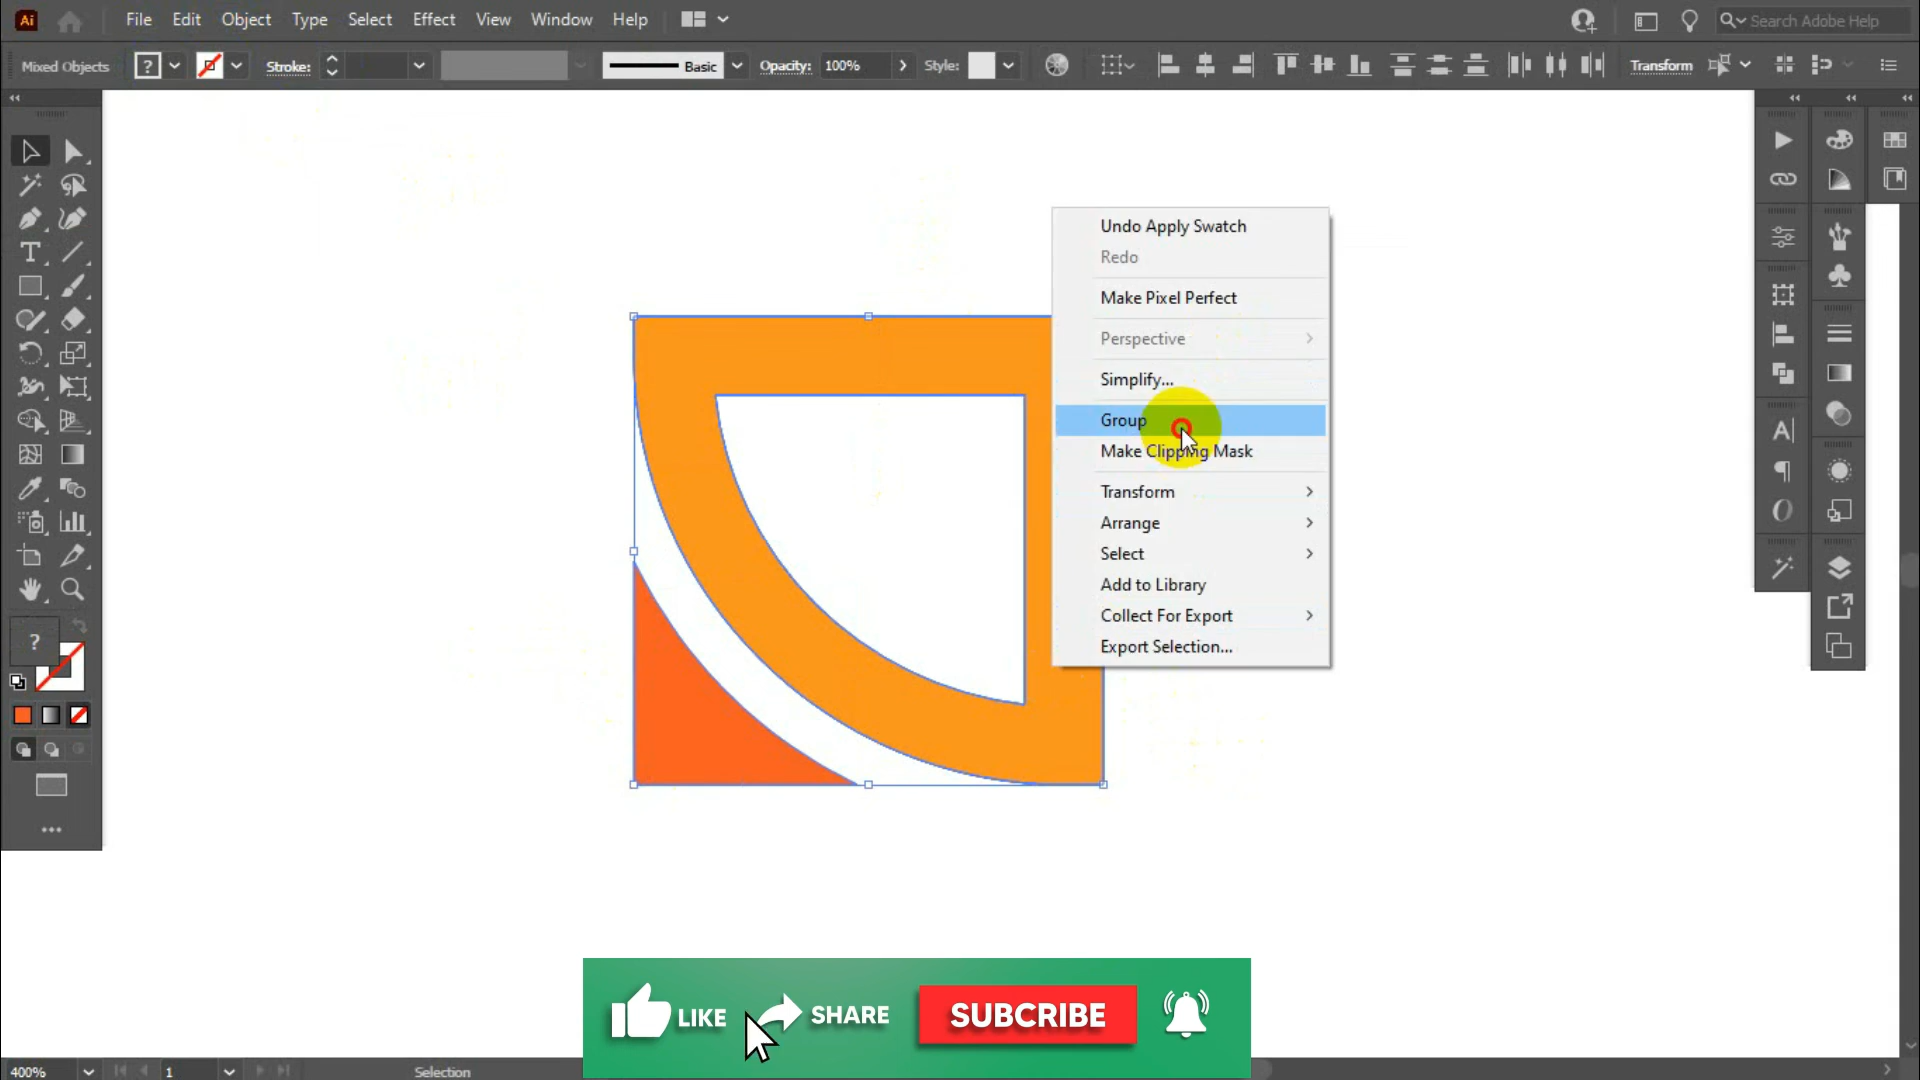 Ai File Edit Object Type Select Effect View Window Help Search Adobe Help
Mixed Objects ? Stroke: Basic Opacity: 100% Style: Transform
Undo Apply Swatch
Redo
Make Pixel Perfect
Perspective
Simplify...
Group
Make Clipping Mask
Transform
Arrange
Select
Add to Library
Collect For Export
Export Selection...
?
LIKE SHARE SUBCRIBE
400% 1 Selection